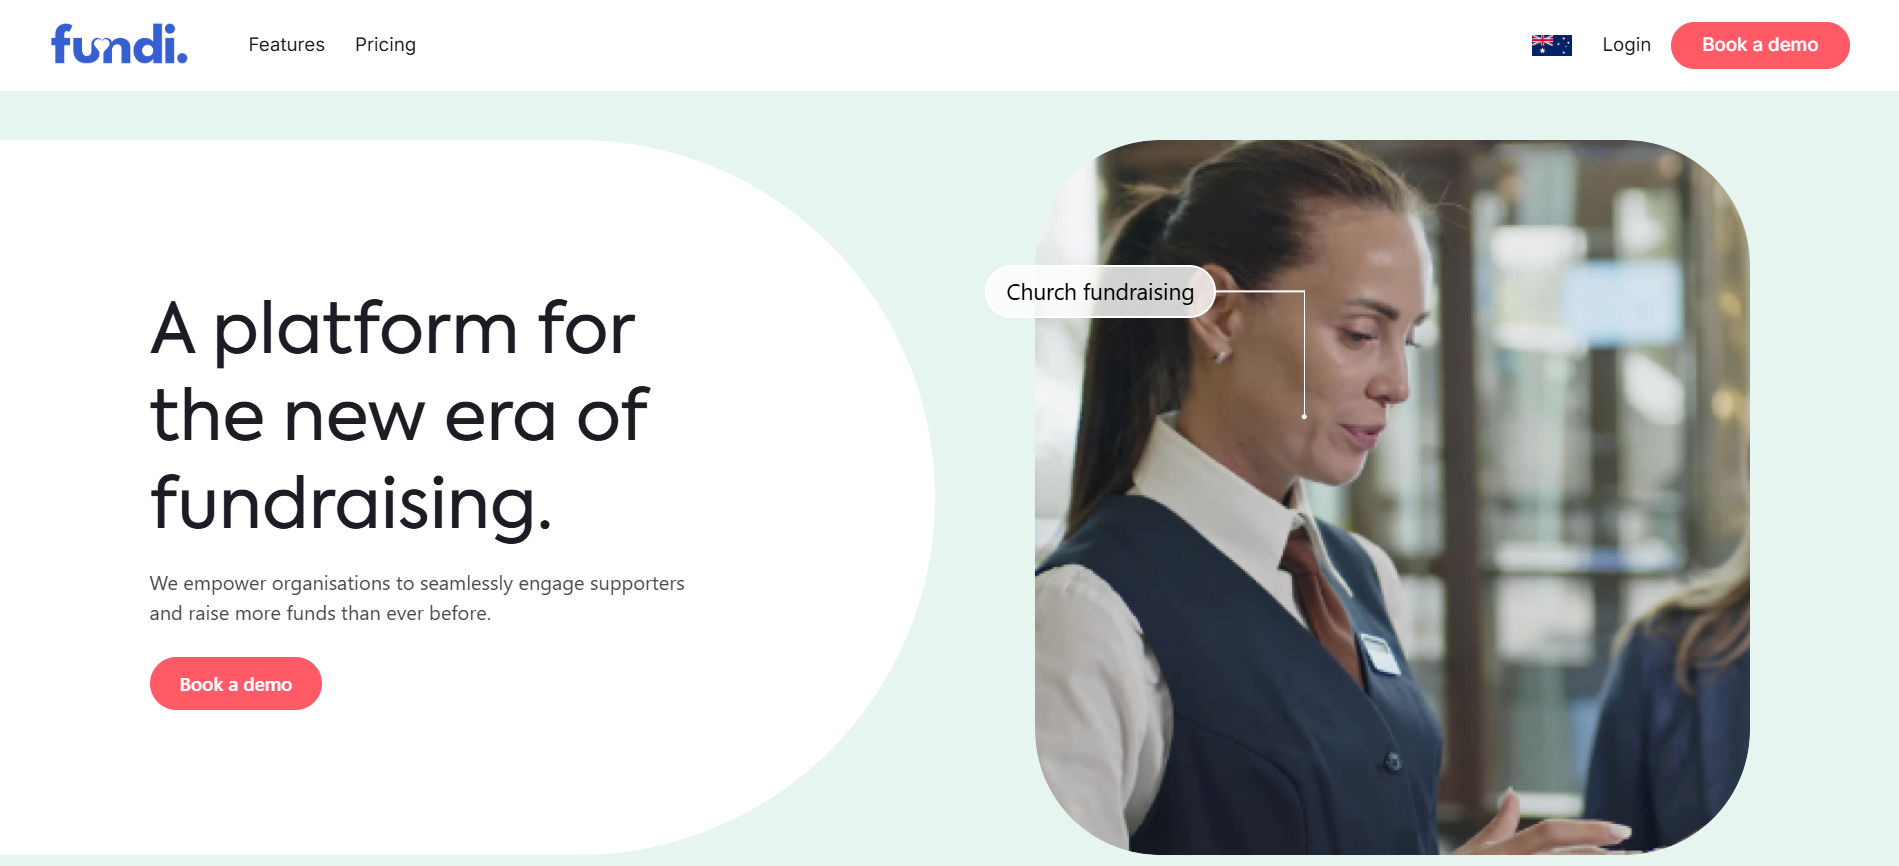 fundi.
Features
Pricing
Login
Book a demo
A platform for
the new era of
fundraising.
We empower organisations to seamlessly engage supporters
and raise more funds than ever before.
Book a demo
Church fundraising